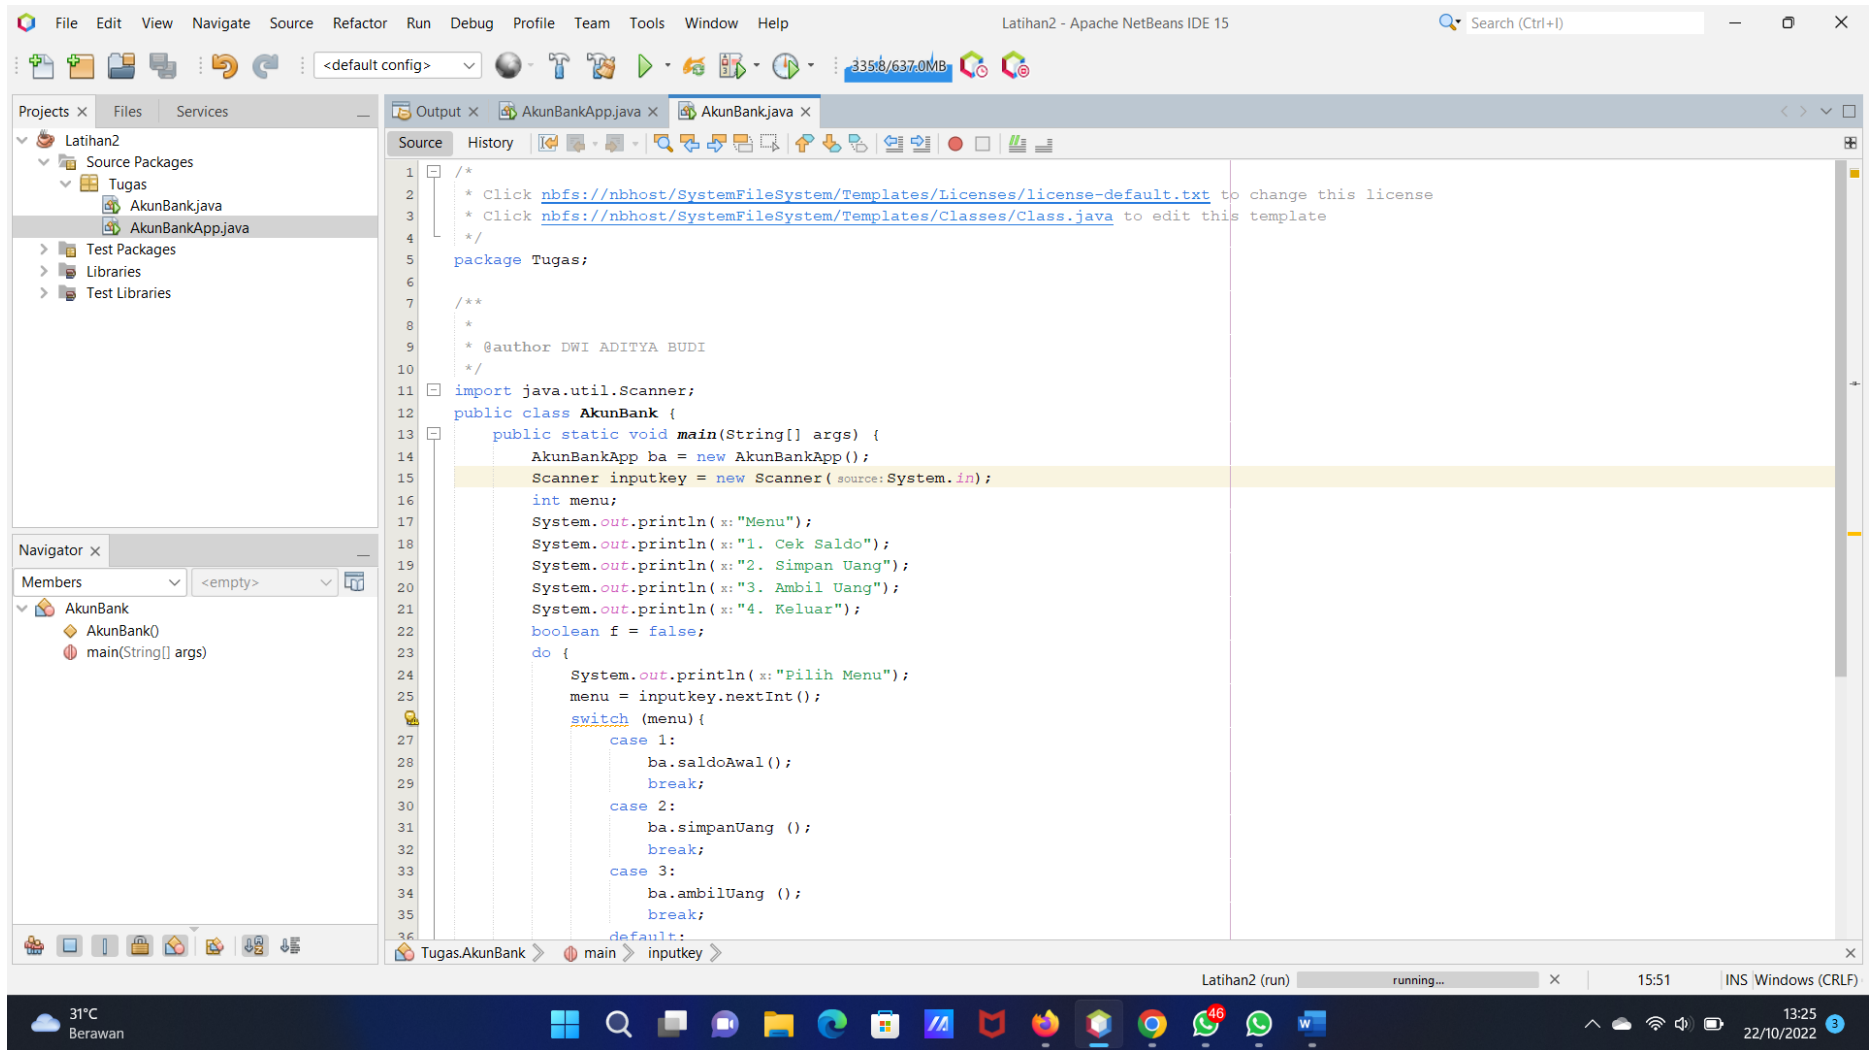 File Edit View Navigate Source Refactor Run Debug Profile Team Tools Window Help
Latihan2 - Apache NetBeans IDE 15
Search (Ctrl+I)
<default config>
335.8/637.0MB
Projects Files Services
Latihan2
Source Packages
Tugas
AkunBank.java
AkunBankApp.java
Test Packages
Libraries
Test Libraries
Navigator
Members <empty>
AkunBank
AkunBank()
main(String[] args)
Output AkunBankApp.java AkunBank.java
Source History
1 /*
2 * Click nbfs://nbhost/SystemFileSystem/Templates/Licenses/license-default.txt to change this license
3 * Click nbfs://nbhost/SystemFileSystem/Templates/Classes/Class.java to edit this template
4 */
5 package Tugas;
6
7 /**
8 *
9 * @author DWI ADITYA BUDI
10 */
11 import java.util.Scanner;
12 public class AkunBank {
13 public static void main(String[] args) {
14 AkunBankApp ba = new AkunBankApp();
15 Scanner inputkey = new Scanner( source: System.in);
16 int menu;
17 System.out.println( x: "Menu");
18 System.out.println( x: "1. Cek Saldo");
19 System.out.println( x: "2. Simpan Uang");
20 System.out.println( x: "3. Ambil Uang");
21 System.out.println( x: "4. Keluar");
22 boolean f = false;
23 do {
24 System.out.println( x: "Pilih Menu");
25 menu = inputkey.nextInt();
switch (menu){
27 case 1:
28 ba.saldoAwal();
29 break;
30 case 2:
31 ba.simpanUang ();
32 break;
33 case 3:
34 ba.ambilUang ();
35 break;
36 default:
Tugas.AkunBank main inputkey
Latihan2 (run) running... 15:51 INS Windows (CRLF)
31°C
Berawan
46
13:25
22/10/2022
3